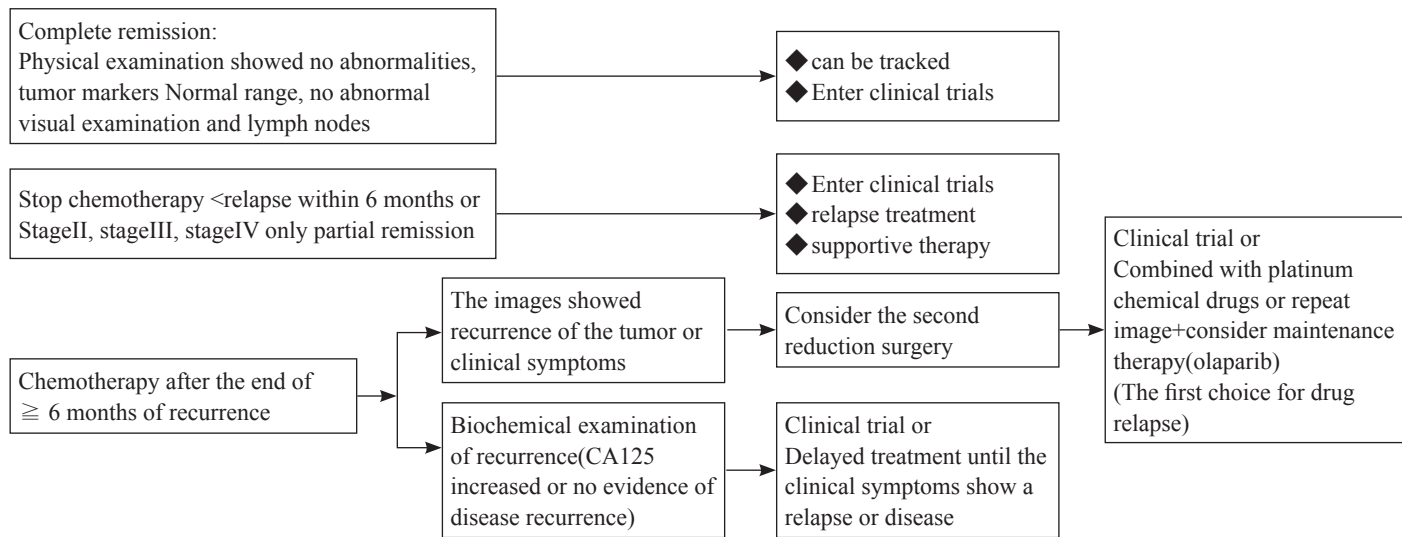 Complete remission:
Physical examination showed no abnormalities,
tumor markers Normal range, no abnormal
visual examination and lymph nodes
◆can be tracked
◆Enter clinical trials
Stop chemotherapy <relapse within 6 months or
StageII, stageIII, stageIV only partial remission
◆Enter clinical trials
◆relapse treatment
◆supportive therapy
Chemotherapy after the end of
≧ 6 months of recurrence
The images showed
recurrence of the tumor or
clinical symptoms
Consider the second
reduction surgery
Clinical trial or
Combined with platinum
chemical drugs or repeat
image+consider maintenance
therapy(olaparib)
(The first choice for drug
relapse)
Biochemical examination
of recurrence(CA125
increased or no evidence of
disease recurrence)
Clinical trial or
Delayed treatment until the
clinical symptoms show a
relapse or disease